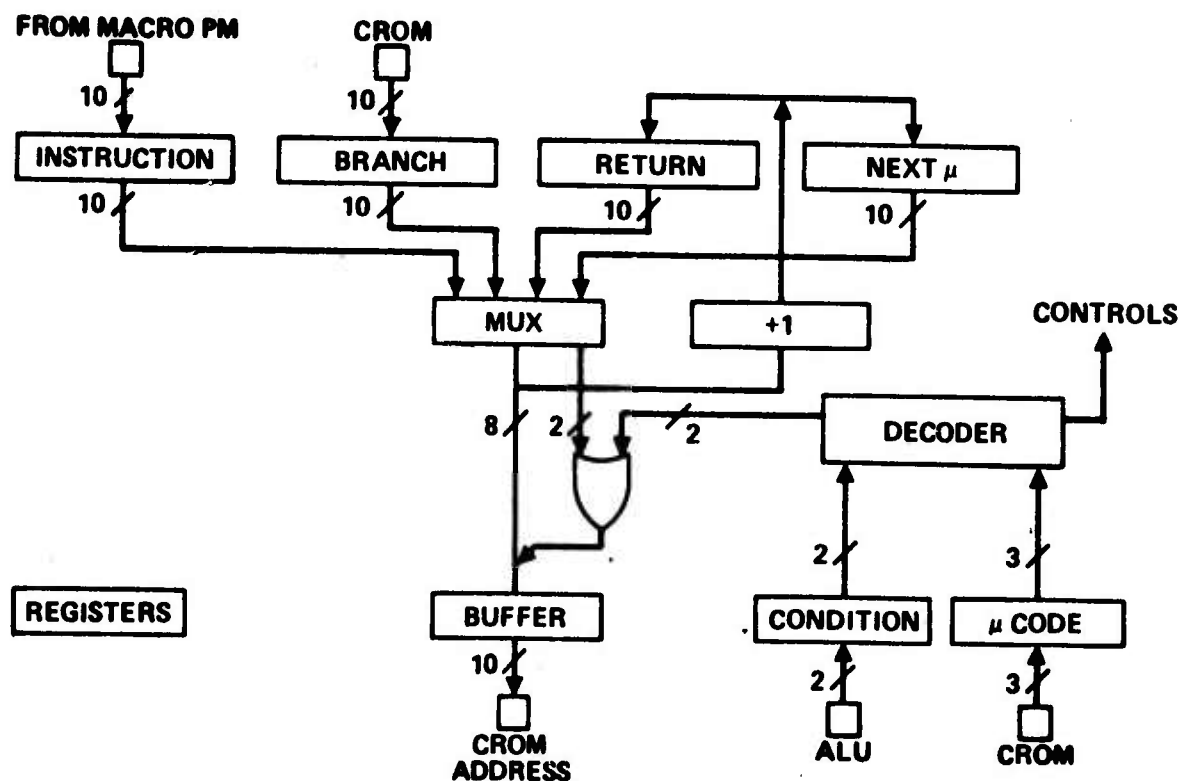 FROM MACRO PM
CROM
10
10
INSTRUCTION
BRANCH
RETURN
NEXT μ
10
10
10
10
MUX
+1
CONTROLS
8
2
2
DECODER
2
3
REGISTERS
BUFFER
CONDITION
μ CODE
10
2
3
CROM
ADDRESS
ALU
CROM